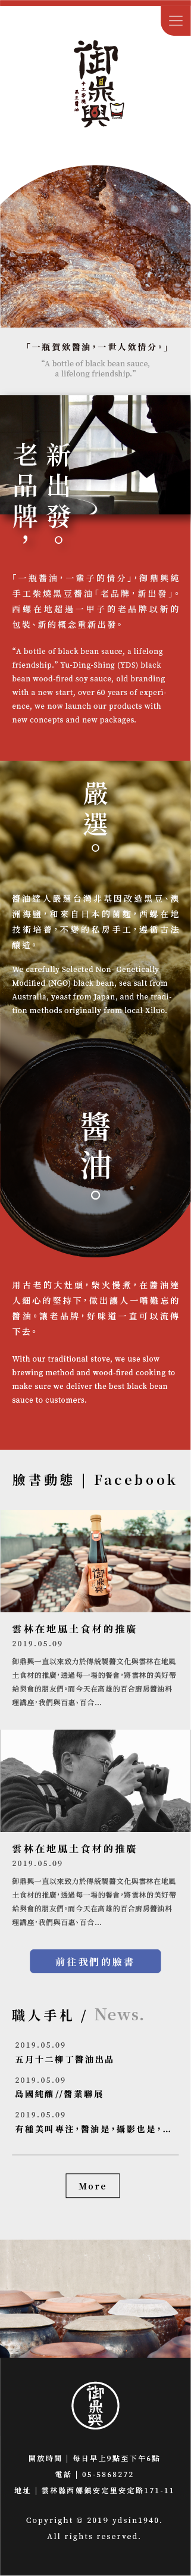 御鼎興
手工柴燒
黑豆醬油
「一瓶質欸醬油，一世人欸情分。」
“A bottle of black bean sauce,
a lifelong friendship.”
新出發。
老品牌，
「一瓶醬油，一輩子的情分」，御鼎興純
手工柴燒黑豆醬油「老品牌，新出發」。
西螺在地超過一甲子的老品牌以新的
包裝、新的概念重新出發。
“A bottle of black bean sauce, a lifelong
friendship.” Yu-Ding-Shing (YDS) black
bean wood-fired soy sauce, old branding
with a new start, over 60 years of experi-
ence, we now launch our products with
new concepts and new packages.
嚴選。
醬油達人嚴選台灣非基因改造黑豆、澳
洲海鹽，和來自日本的菌麴，西螺在地
技術培養，不變的私房手工，遵循古法
釀造。
We carefully Selected Non- Genetically
Modified (NGO) black bean, sea salt from
Australia, yeast from Japan, and the tradi-
tion methods originally from local Xiluo.
醬油。
用古老的大灶頭，柴火慢煮，在醬油達
人細心的堅持下，做出讓人一嚐難忘的
醬油。讓老品牌，好味道一直可以流傳
下去。
With our traditional stove, we use slow
brewing method and wood-fired cooking to
make sure we deliver the best black bean
sauce to customers.
臉書動態 | Facebook
御鼎興
雲林在地風土食材的推廣
2019.05.09
御鼎興一直以來致力於傳統製醬文化與雲林在地風
土食材的推廣，透過每一場的餐會，將雲林的美好帶
給與會的朋友們。而今天在高雄的百合廚房醬油料
理講座，我們與百惠、百合...
雲林在地風土食材的推廣
2019.05.09
御鼎興一直以來致力於傳統製醬文化與雲林在地風
土食材的推廣，透過每一場的餐會，將雲林的美好帶
給與會的朋友們。而今天在高雄的百合廚房醬油料
理講座，我們與百惠、百合...
前往我們的臉書
職人手札 / News.
2019.05.09
五月十二柳丁醬油出品
2019.05.09
島國純釀//醬業聯展
2019.05.09
有種美叫專注，醬油是，攝影也是，...
More
御鼎興
開放時間 | 每日早上9點至下午6點
電話 | 05-5868272
地址 | 雲林縣西螺鎮安定里安定路171-11
Copyright © 2019 ydsin1940.
All rights reserved.